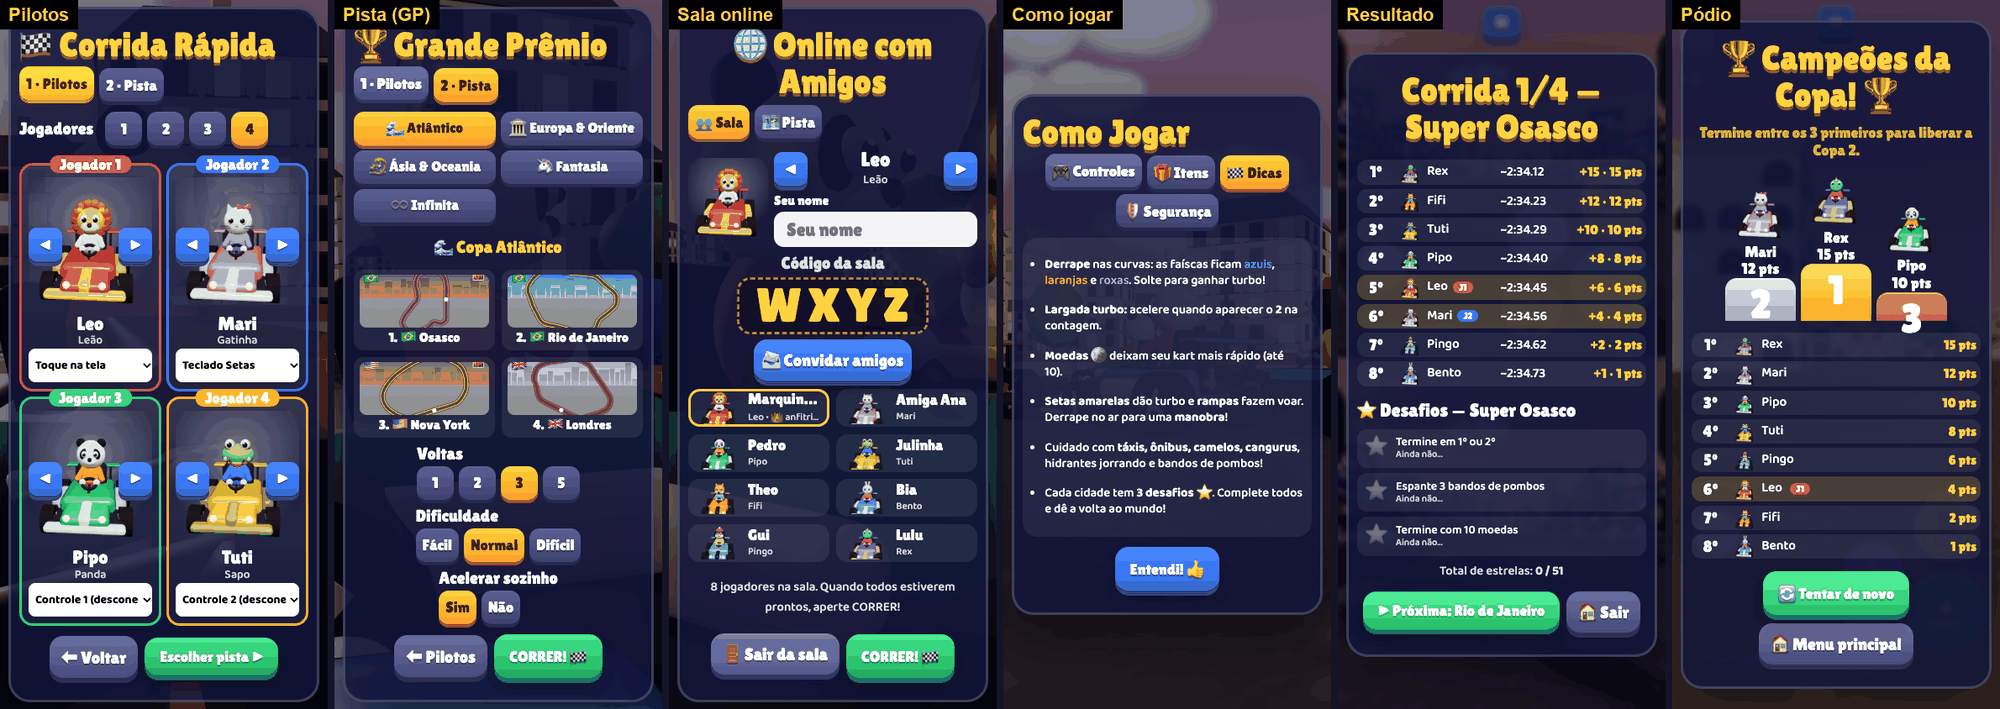 Pilotos
Corrida Rápida
1 · Pilotos
2 · Pista
Jogadores
1
2
3
4
Jogador 1
Leo
Leão
Toque na tela
Jogador 2
Mari
Gatinha
Teclado Setas
Jogador 3
Pipo
Panda
Controle 1 (descone
Jogador 4
Tuti
Sapo
Controle 2 (descone
Voltar
Escolher pista
Pista (GP)
Grande Prêmio
1 · Pilotos
2 · Pista
Atlântico
Europa & Oriente
Ásia & Oceania
Fantasia
Infinita
Copa Atlântico
1. Osasco
2. Rio de Janeiro
3. Nova York
4. Londres
Voltas
1
2
3
5
Dificuldade
Fácil
Normal
Difícil
Acelerar sozinho
Sim
Não
Pilotos
CORRER!
Sala online
Online com
Amigos
Sala
Pista
Leo
Leão
Seu nome
Seu nome
Código da sala
WXYZ
Convidar amigos
Marquin...
Leo · anfitri...
Amiga Ana
Mari
Pedro
Pipo
Julinha
Tuti
Theo
Fifi
Bia
Bento
Gui
Pingo
Lulu
Rex
8 jogadores na sala. Quando todos estiverem
prontos, aperte CORRER!
Sair da sala
CORRER!
Como jogar
Como Jogar
Controles
Itens
Dicas
Segurança
Derrape nas curvas: as faíscas ficam azuis,
laranjas e roxas. Solte para ganhar turbo!
Largada turbo: acelere quando aparecer o 2 na
contagem.
Moedas deixam seu kart mais rápido (até
10).
Setas amarelas dão turbo e rampas fazem voar.
Derrape no ar para uma manobra!
Cuidado com táxis, ônibus, camelos, cangurus,
hidrantes jorrando e bandos de pombos!
Cada cidade tem 3 desafios. Complete todos
e dê a volta ao mundo!
Entendi!
Resultado
Corrida 1/4 —
Super Osasco
1º Rex ~2:34.12 +15 · 15 pts
2º Fifi ~2:34.23 +12 · 12 pts
3º Tuti ~2:34.29 +10 · 10 pts
4º Pipo ~2:34.40 +8 · 8 pts
5º Leo J1 ~2:34.45 +6 · 6 pts
6º Mari J2 ~2:34.56 +4 · 4 pts
7º Pingo ~2:34.62 +2 · 2 pts
8º Bento ~2:34.73 +1 · 1 pts
Desafios — Super Osasco
Termine em 1º ou 2º
Ainda não...
Espante 3 bandos de pombos
Ainda não...
Termine com 10 moedas
Ainda não...
Total de estrelas: 0 / 51
Próxima: Rio de Janeiro
Sair
Pódio
Campeões da
Copa!
Termine entre os 3 primeiros para liberar a
Copa 2.
Mari
12 pts
2
Rex
15 pts
1
Pipo
10 pts
3
1º Rex 15 pts
2º Mari 12 pts
3º Pipo 10 pts
4º Tuti 8 pts
5º Pingo 6 pts
6º Leo J1 4 pts
7º Fifi 2 pts
8º Bento 1 pts
Tentar de novo
Menu principal